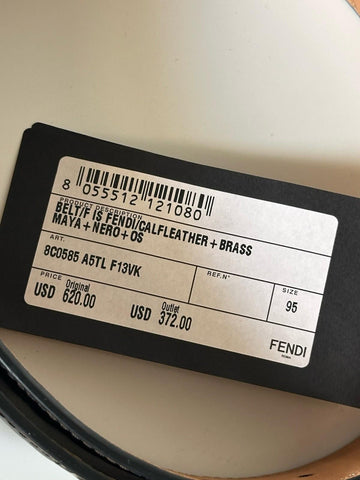 8 055512 121080
PRODUCT DESCRIPTION
BELT/F IS FENDI/CALFLEATHER + BRASS
MAYA + NERO + OS
ART.
8C0585 A5TL F13VK
REF.N°
SIZE
95
PRICE
Original
USD 620.00
Outlet
USD 372.00
FENDI
ROMA